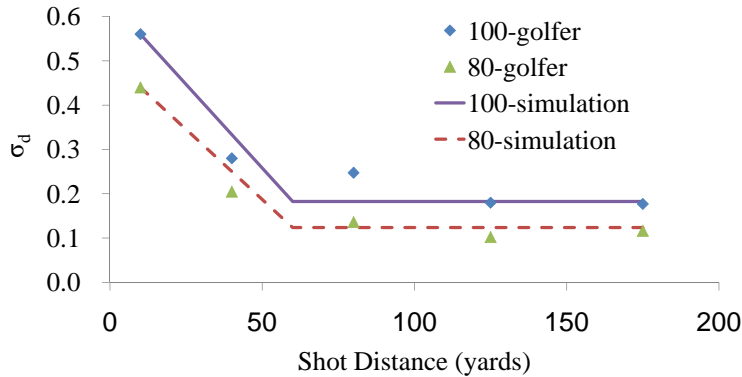 0.6
0.5
0.4
0.3
0.2
0.1
0.0
σd
100-golfer
80-golfer
100-simulation
80-simulation
0 50 100 150 200
Shot Distance (yards)